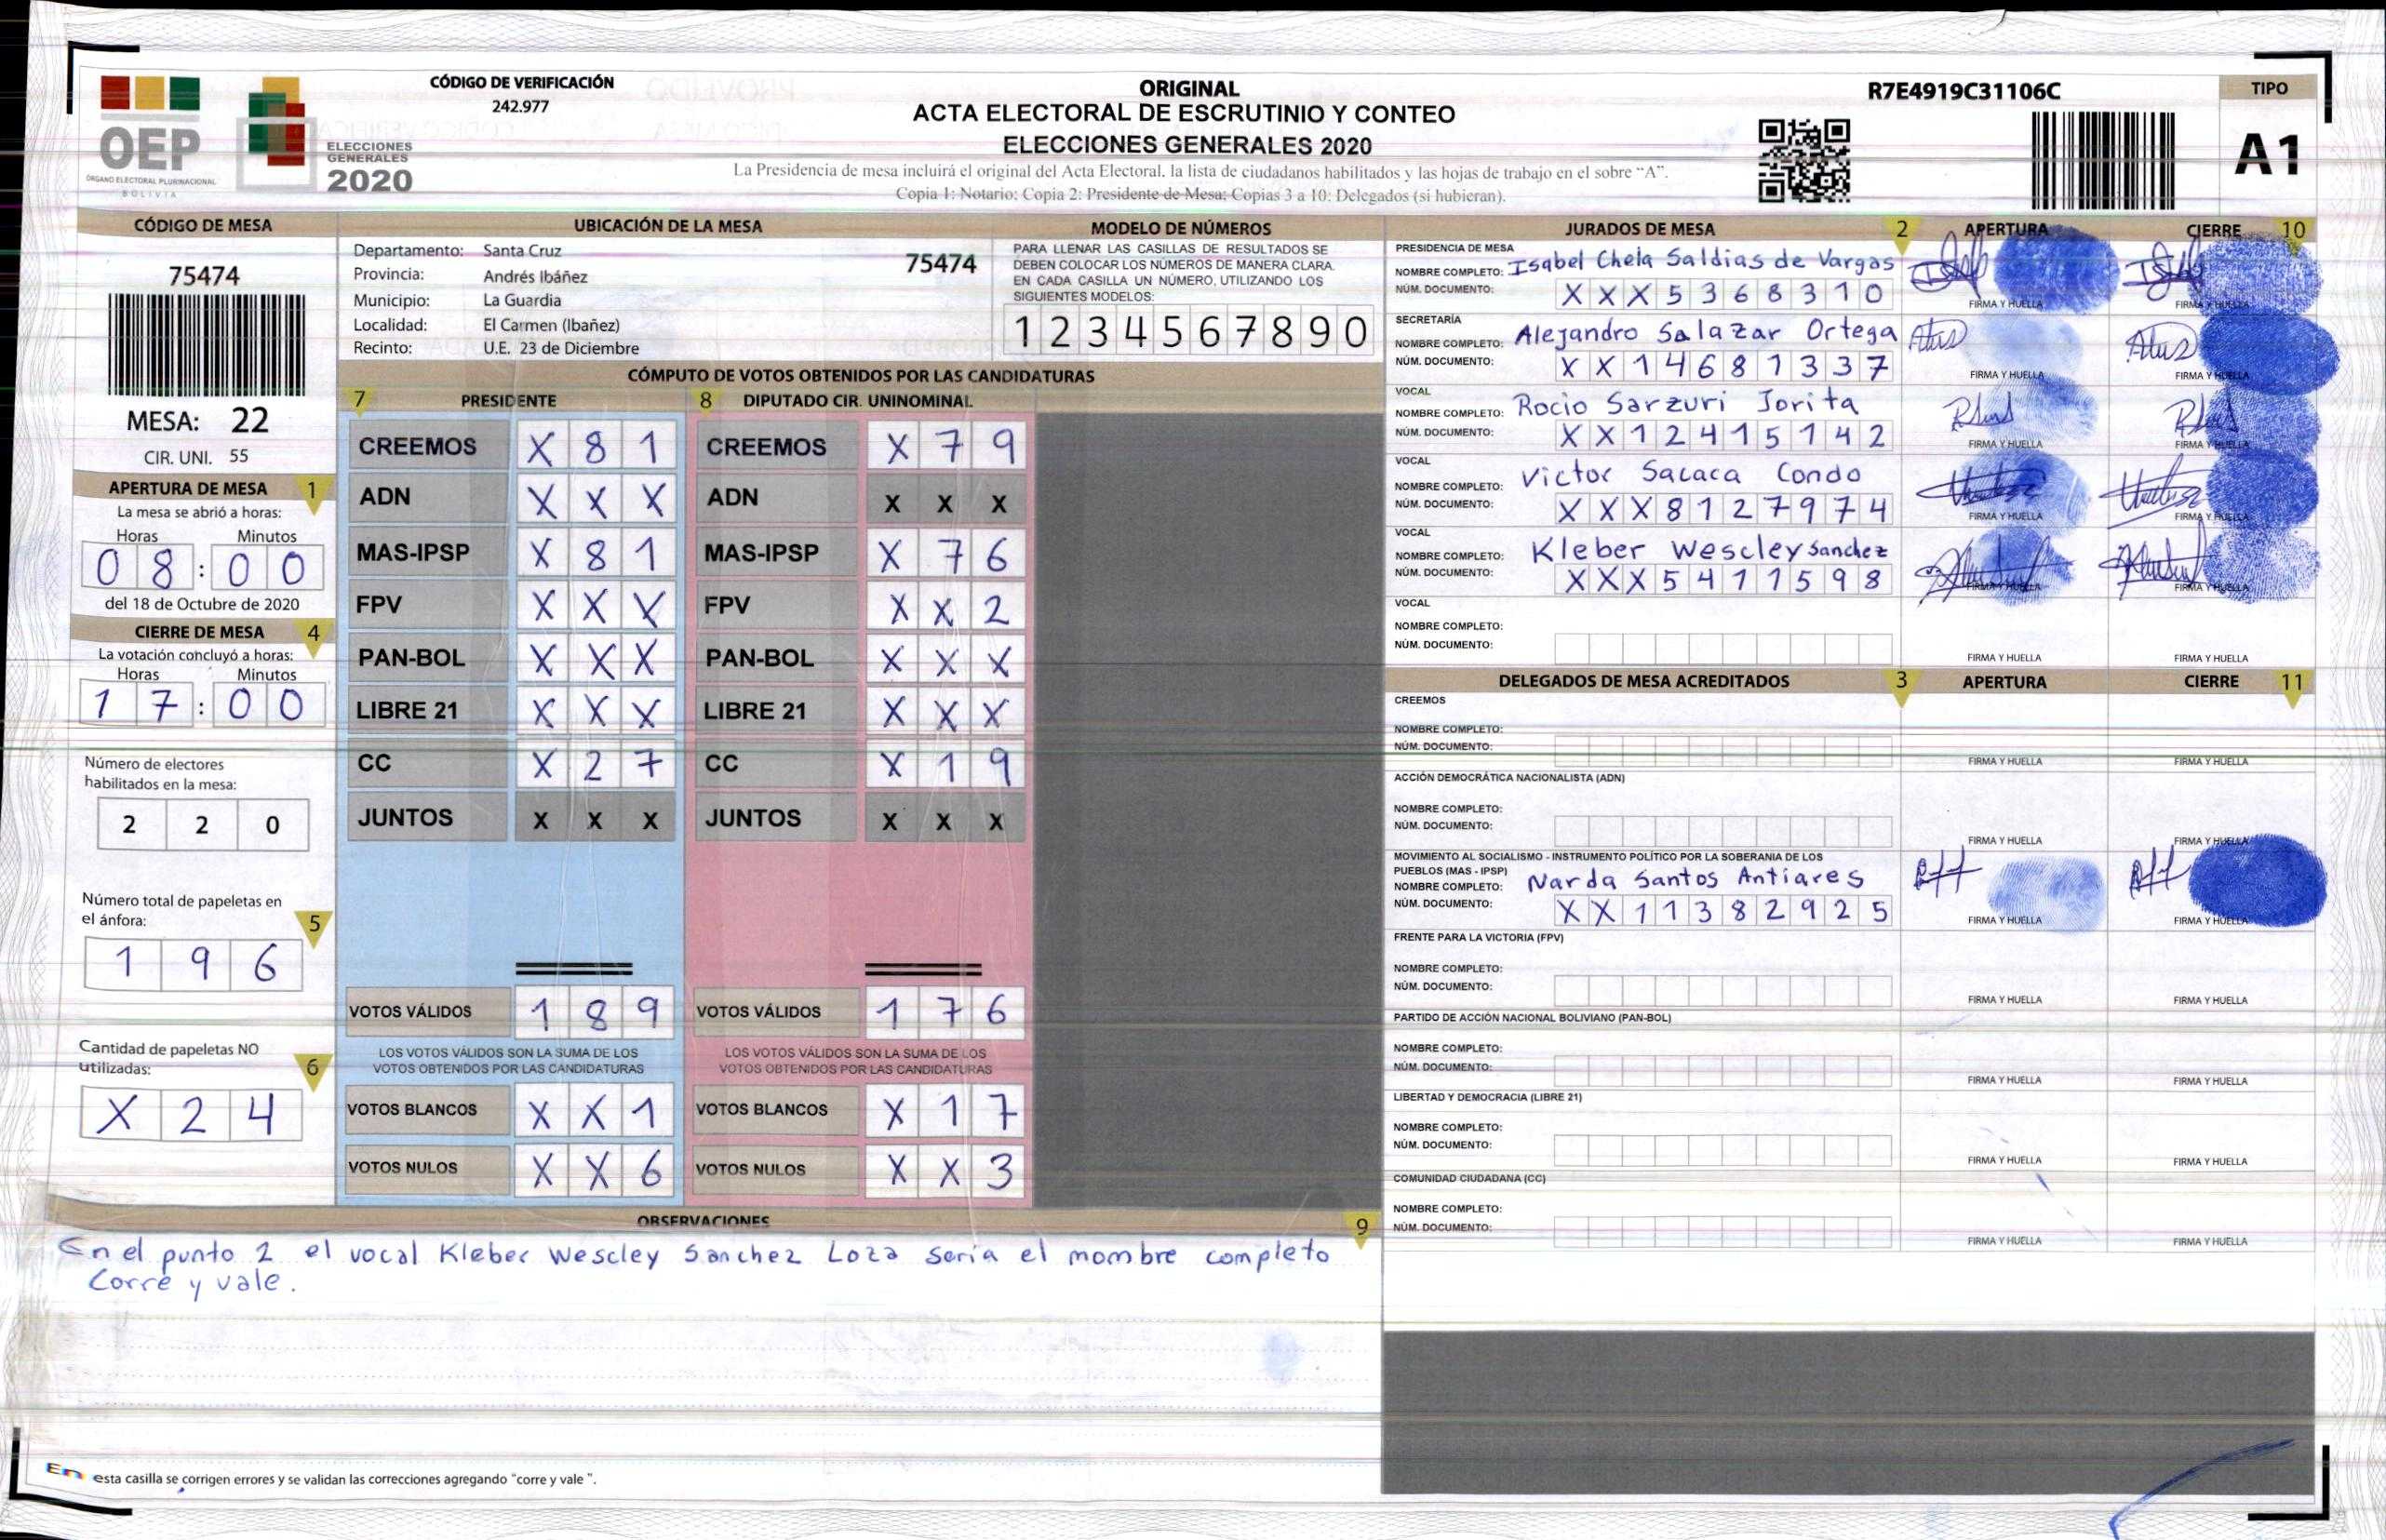 OEP
ÓRGANO ELECTORAL PLURINACIONAL
BOLIVIA
ELECCIONES
GENERALES
2020
CÓDIGO DE VERIFICACIÓN
242.977
ORIGINAL
ACTA ELECTORAL DE ESCRUTINIO Y CONTEO
ELECCIONES GENERALES 2020
La Presidencia de mesa incluirá el original del Acta Electoral, la lista de ciudadanos habilitados y las hojas de trabajo en el sobre “A”.
Copia 1: Notario; Copia 2: Presidente de Mesa; Copias 3 a 10: Delegados (si hubieran).
R7E4919C31106C
TIPO
A1
CÓDIGO DE MESA
75474
MESA: 22
CIR. UNI. 55
APERTURA DE MESA 1
La mesa se abrió a horas:
Horas Minutos
0 8 : 0 0
del 18 de Octubre de 2020
CIERRE DE MESA 4
La votación concluyó a horas:
Horas Minutos
1 7 : 0 0
Número de electores
habilitados en la mesa:
2 2 0
Número total de papeletas en
el ánfora: 5
1 9 6
Cantidad de papeletas NO
utilizadas: 6
X 2 4
UBICACIÓN DE LA MESA
Departamento: Santa Cruz
75474
Provincia: Andrés Ibáñez
Municipio: La Guardia
Localidad: El Carmen (Ibañez)
Recinto: U.E. 23 de Diciembre
MODELO DE NÚMEROS
PARA LLENAR LAS CASILLAS DE RESULTADOS SE
DEBEN COLOCAR LOS NÚMEROS DE MANERA CLARA.
EN CADA CASILLA UN NÚMERO, UTILIZANDO LOS
SIGUIENTES MODELOS:
1 2 3 4 5 6 7 8 9 0
CÓMPUTO DE VOTOS OBTENIDOS POR LAS CANDIDATURAS
7 PRESIDENTE
CREEMOS X 8 1
ADN X X X
MAS-IPSP X 8 1
FPV X X X
PAN-BOL X X X
LIBRE 21 X X X
CC X 2 7
JUNTOS X X X
VOTOS VÁLIDOS 1 8 9
LOS VOTOS VÁLIDOS SON LA SUMA DE LOS
VOTOS OBTENIDOS POR LAS CANDIDATURAS
VOTOS BLANCOS X X 1
VOTOS NULOS X X 6
8 DIPUTADO CIR. UNINOMINAL
CREEMOS X 7 9
ADN X X X
MAS-IPSP X 7 6
FPV X X 2
PAN-BOL X X X
LIBRE 21 X X X
CC X 1 9
JUNTOS X X X
VOTOS VÁLIDOS 1 7 6
LOS VOTOS VÁLIDOS SON LA SUMA DE LOS
VOTOS OBTENIDOS POR LAS CANDIDATURAS
VOTOS BLANCOS X 1 7
VOTOS NULOS X X 3
OBSERVACIONES 9
En el punto 2 el vocal Kleber Wescley Sanchez Loza seria el mombre completo
Corre y vale.
En esta casilla se corrigen errores y se validan las correcciones agregando “corre y vale ”.
JURADOS DE MESA 2 APERTURA CIERRE 10
PRESIDENCIA DE MESA
NOMBRE COMPLETO: Isabel Chela Saldias de Vargas
NÚM. DOCUMENTO: X X X 5 3 6 8 3 1 0
FIRMA Y HUELLA FIRMA Y HUELLA
SECRETARÍA
NOMBRE COMPLETO: Alejandro Salazar Ortega
NÚM. DOCUMENTO: X X 1 4 6 8 1 3 3 7
FIRMA Y HUELLA FIRMA Y HUELLA
VOCAL
NOMBRE COMPLETO: Rocio Sarzuri Jorita
NÚM. DOCUMENTO: X X 1 2 4 1 5 1 4 2
FIRMA Y HUELLA FIRMA Y HUELLA
VOCAL
NOMBRE COMPLETO: Victor Sacaca Condo
NÚM. DOCUMENTO: X X X 8 1 2 7 9 7 4
FIRMA Y HUELLA FIRMA Y HUELLA
VOCAL
NOMBRE COMPLETO: Kleber Wescley Sanchez
NÚM. DOCUMENTO: X X X 5 4 1 1 5 9 8
FIRMA Y HUELLA FIRMA Y HUELLA
VOCAL
NOMBRE COMPLETO:
NÚM. DOCUMENTO:
FIRMA Y HUELLA FIRMA Y HUELLA
DELEGADOS DE MESA ACREDITADOS 3 APERTURA CIERRE 11
CREEMOS
NOMBRE COMPLETO:
NÚM. DOCUMENTO:
FIRMA Y HUELLA FIRMA Y HUELLA
ACCIÓN DEMOCRÁTICA NACIONALISTA (ADN)
NOMBRE COMPLETO:
NÚM. DOCUMENTO:
FIRMA Y HUELLA FIRMA Y HUELLA
MOVIMIENTO AL SOCIALISMO - INSTRUMENTO POLÍTICO POR LA SOBERANIA DE LOS
PUEBLOS (MAS - IPSP)
NOMBRE COMPLETO: Narda Santos Antiares
NÚM. DOCUMENTO: X X 1 1 3 8 2 9 2 5
FIRMA Y HUELLA FIRMA Y HUELLA
FRENTE PARA LA VICTORIA (FPV)
NOMBRE COMPLETO:
NÚM. DOCUMENTO:
FIRMA Y HUELLA FIRMA Y HUELLA
PARTIDO DE ACCIÓN NACIONAL BOLIVIANO (PAN-BOL)
NOMBRE COMPLETO:
NÚM. DOCUMENTO:
FIRMA Y HUELLA FIRMA Y HUELLA
LIBERTAD Y DEMOCRACIA (LIBRE 21)
NOMBRE COMPLETO:
NÚM. DOCUMENTO:
FIRMA Y HUELLA FIRMA Y HUELLA
COMUNIDAD CIUDADANA (CC)
NOMBRE COMPLETO:
NÚM. DOCUMENTO:
FIRMA Y HUELLA FIRMA Y HUELLA